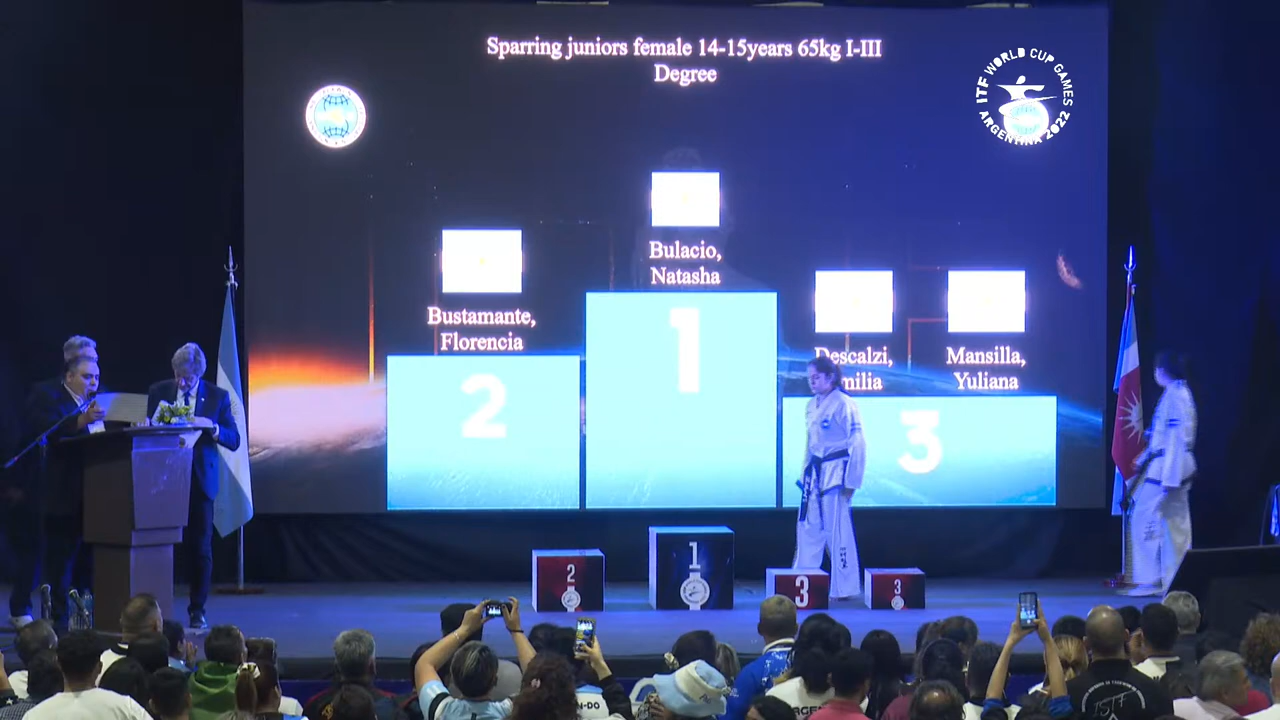 Sparring juniors female 14-15years 65kg I-III
Degree
ITF WORLD CUP GAMES
ARGENTINA 2022
Bulacio,
Natasha
Bustamante,
Florencia
Descalzi,
Mansilla,
Yuliana
1
2
3
2
1
3
3